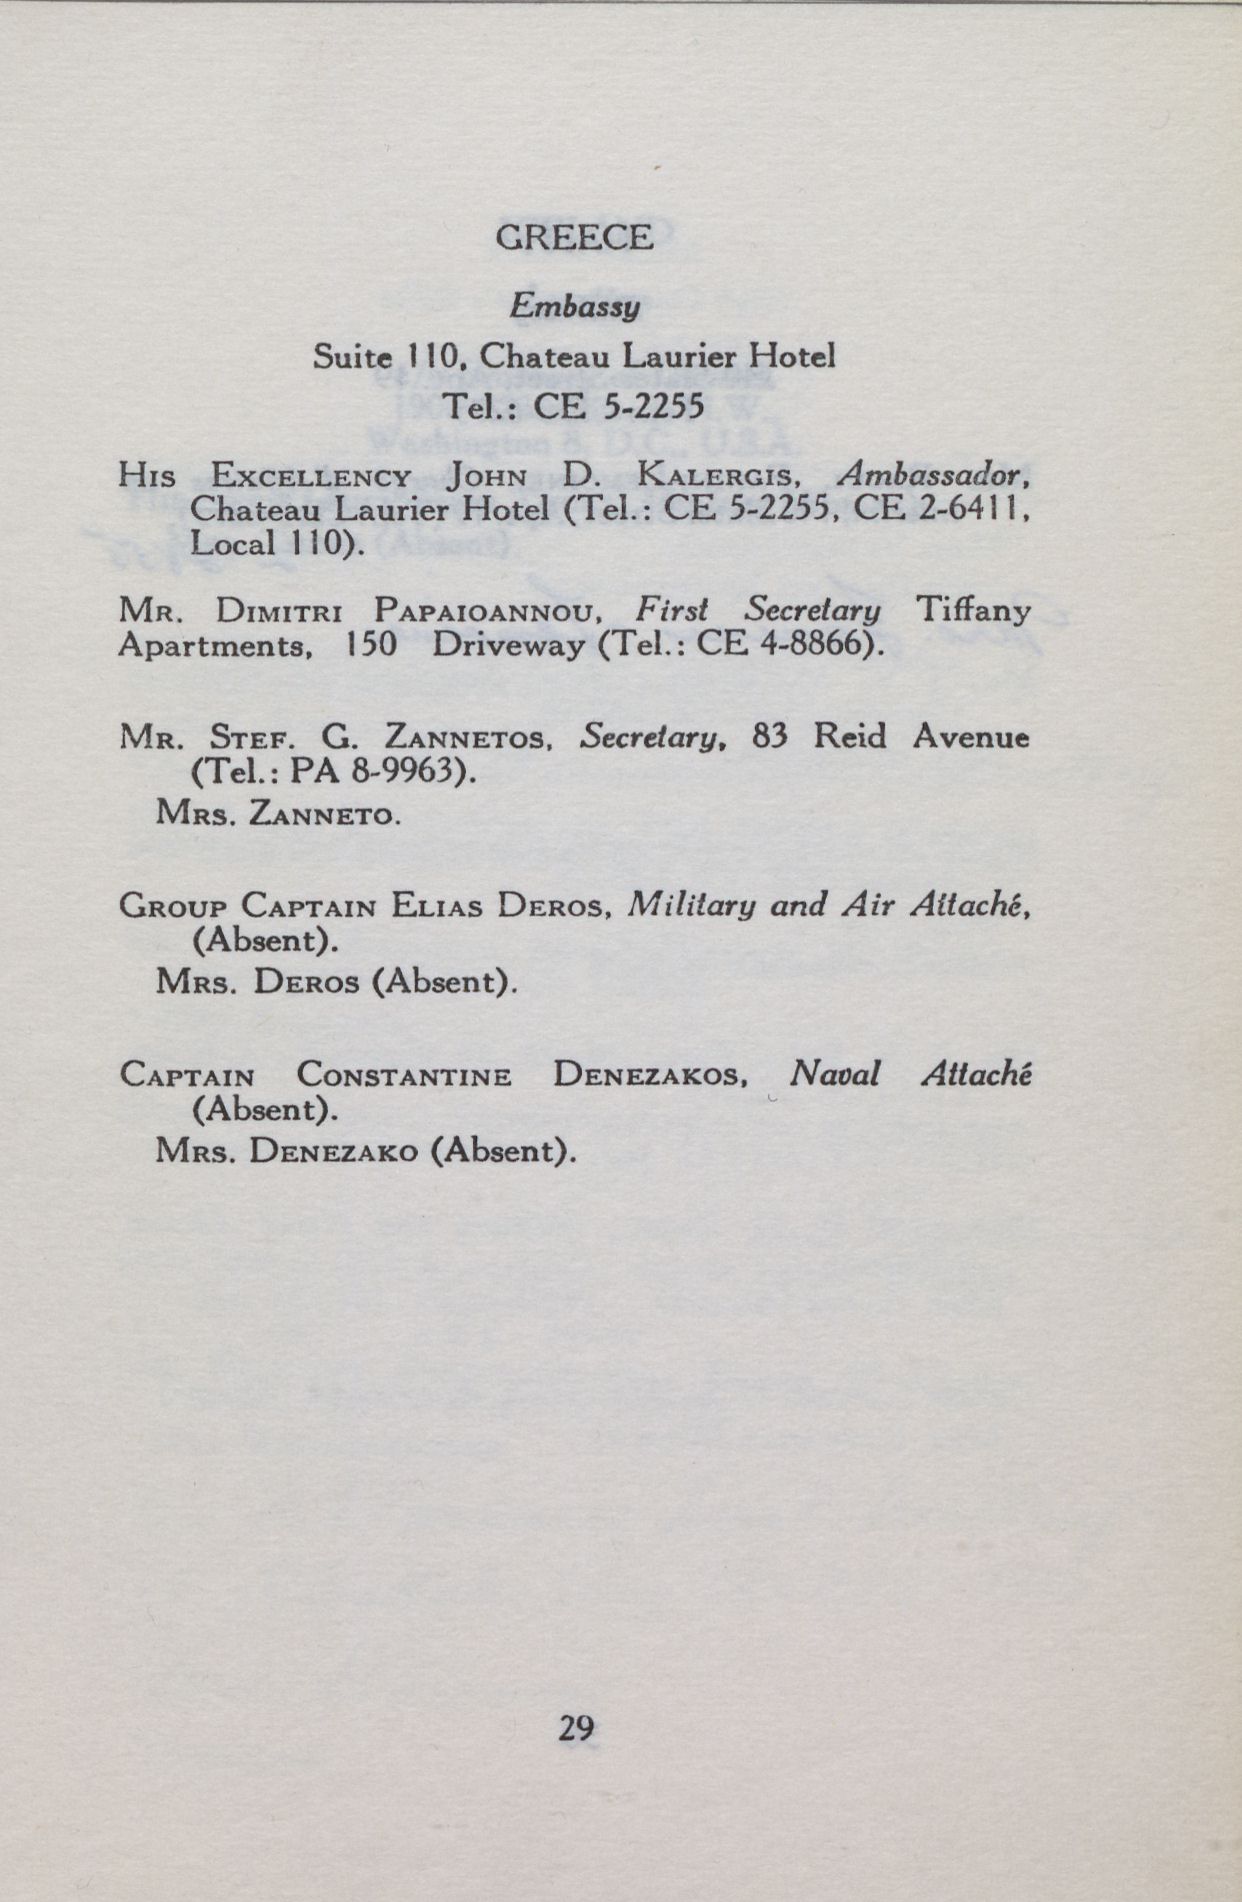 GREECE
Embassy
Suite 110, Chateau Laurier Hotel
Tel.: CE 5-2255
HIS EXCELLENCY JOHN D. KALERGIS, Ambassador,
Chateau Laurier Hotel (Tel.: CE 5-2255, CE 2-6411,
Local 110).
MR. DIMITRI PAPAIOANNOU, First Secretary Tiffany
Apartments, 150 Driveway (Tel.: CE 4-8866).
MR. STEF. G. ZANNETOS, Secretary, 83 Reid Avenue
(Tel.: PA 8-9963).
MRS. ZANNETO.
GROUP CAPTAIN ELIAS DEROS, Military and Air Attaché,
(Absent).
MRS. DEROS (Absent).
CAPTAIN CONSTANTINE DENEZAKOS, Naval Attaché
(Absent).
MRS. DENEZAKO (Absent).
29